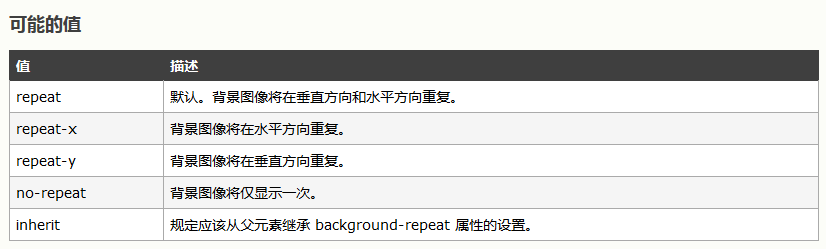 可能的值
值 描述
repeat 默认。背景图像将在垂直方向和水平方向重复。
repeat-x 背景图像将在水平方向重复。
repeat-y 背景图像将在垂直方向重复。
no-repeat 背景图像将仅显示一次。
inherit 规定应该从父元素继承 background-repeat 属性的设置。